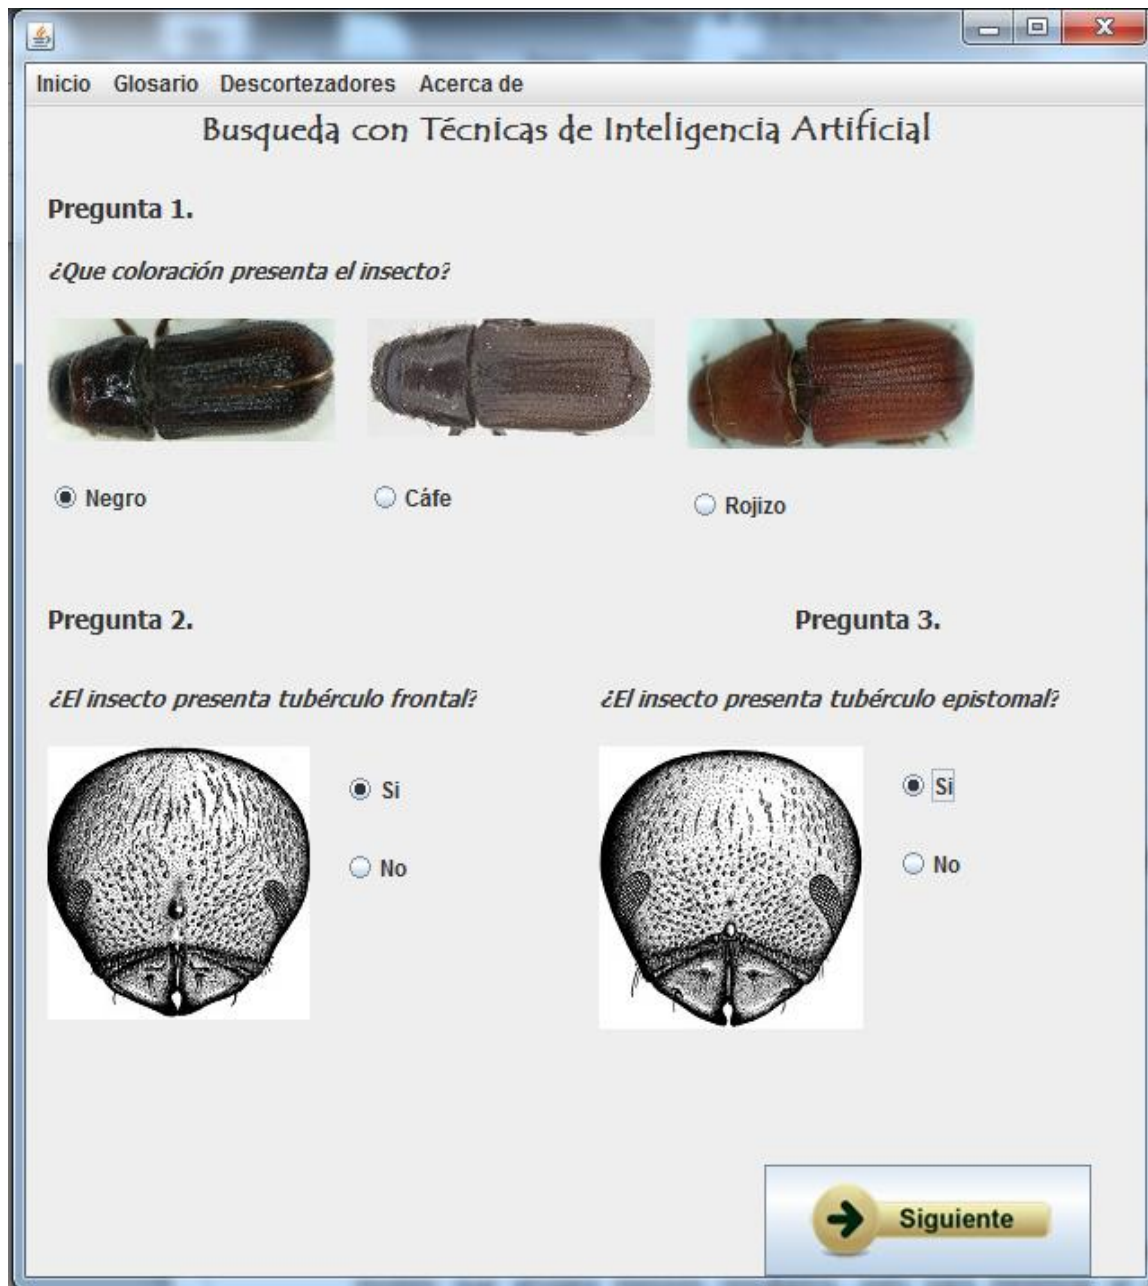 Inicio Glosario Descortezadores Acerca de
Busqueda con Técnicas de Inteligencia Artificial
Pregunta 1.
¿Que coloración presenta el insecto?
Negro
Cáfe
Rojizo
Pregunta 2.
¿El insecto presenta tubérculo frontal?
Si
No
Pregunta 3.
¿El insecto presenta tubérculo epistomal?
Si
No
Siguiente